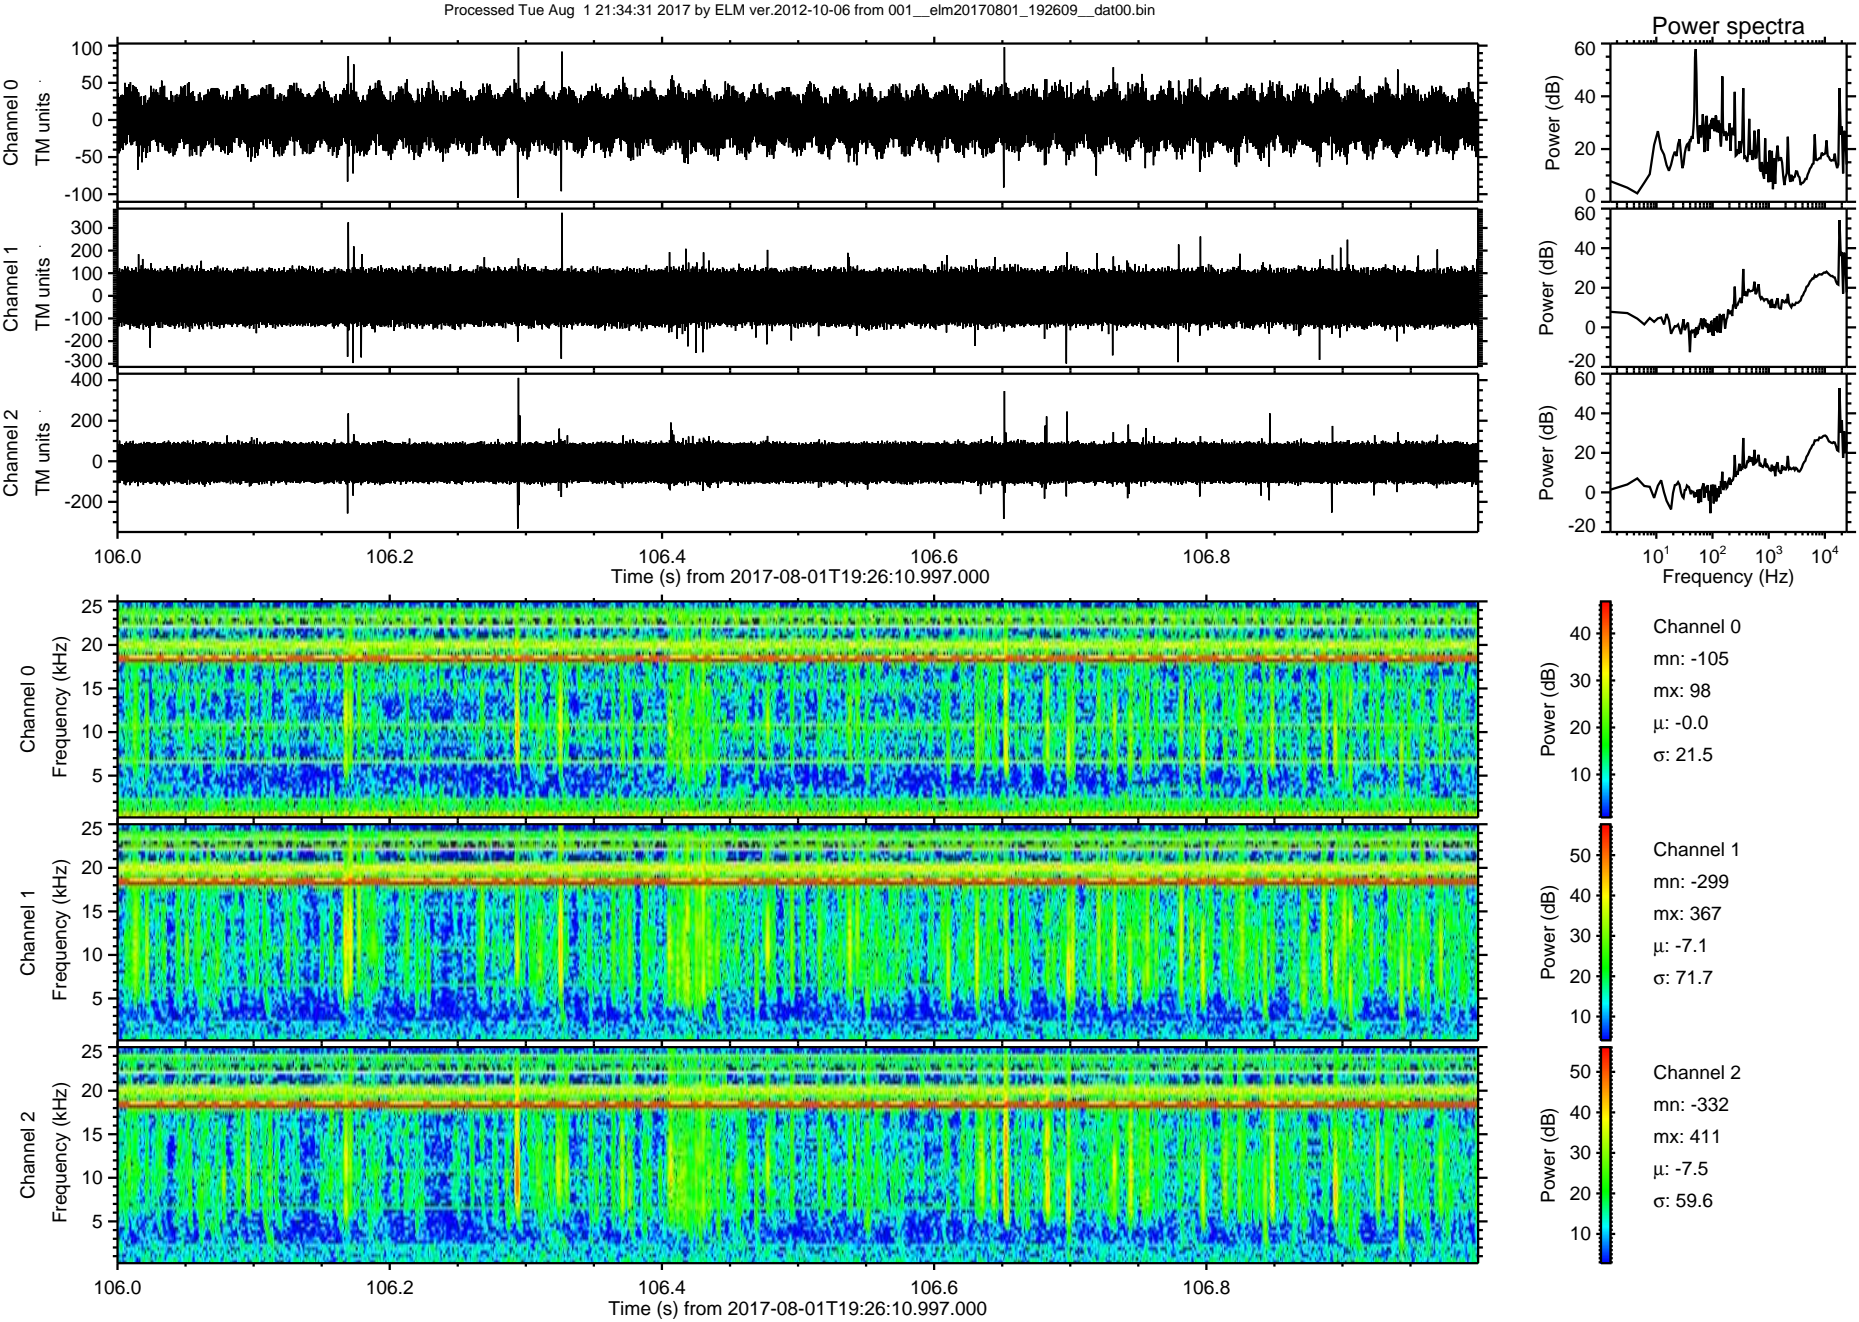 Processed Tue Aug 1 21:34:31 2017 by ELM ver.2012-10-06 from 001__elm20170801_192609__dat00.bin
Power spectra
Channel 0
TM units
100
50
0
-50
-100
Power (dB)
60
40
20
0
Channel 1
TM units
300
200
100
0
-100
-200
-300
Power (dB)
60
40
20
0
-20
Channel 2
TM units
400
200
0
-200
Power (dB)
60
40
20
0
-20
106.0 106.2 106.4 106.6 106.8
Time (s) from 2017-08-01T19:26:10.997.000
10^1 10^2 10^3 10^4
Frequency (Hz)
Channel 0
Frequency (kHz)
25
20
15
10
5
Power (dB)
40
30
20
10
Channel 0
mn: -105
mx: 98
μ: -0.0
σ: 21.5
Channel 1
Frequency (kHz)
25
20
15
10
5
Power (dB)
50
40
30
20
10
Channel 1
mn: -299
mx: 367
μ: -7.1
σ: 71.7
Channel 2
Frequency (kHz)
25
20
15
10
5
Power (dB)
50
40
30
20
10
Channel 2
mn: -332
mx: 411
μ: -7.5
σ: 59.6
106.0 106.2 106.4 106.6 106.8
Time (s) from 2017-08-01T19:26:10.997.000